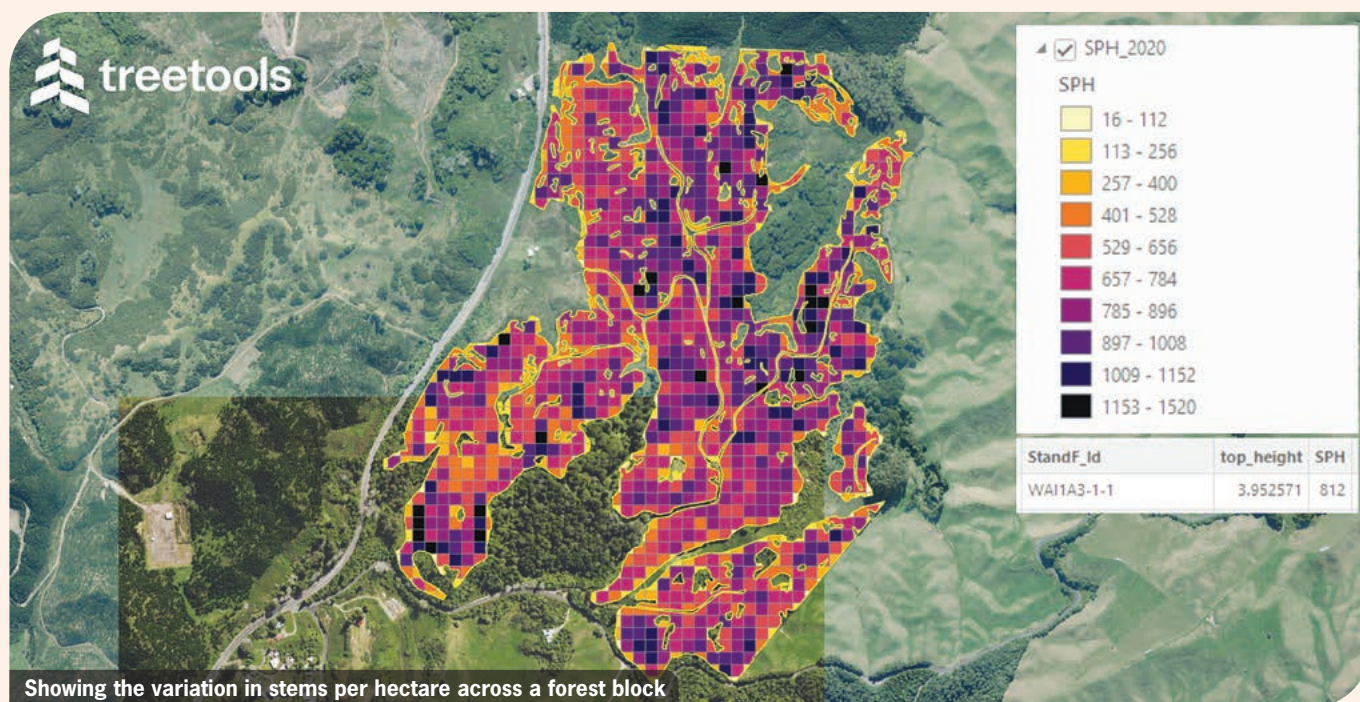 treetools
SPH_2020
SPH
16 - 112
113 - 256
257 - 400
401 - 528
529 - 656
657 - 784
785 - 896
897 - 1008
1009 - 1152
1153 - 1520
StandF_Id top_height SPH
WAI1A3-1-1 3.952571 812
Showing the variation in stems per hectare across a forest block